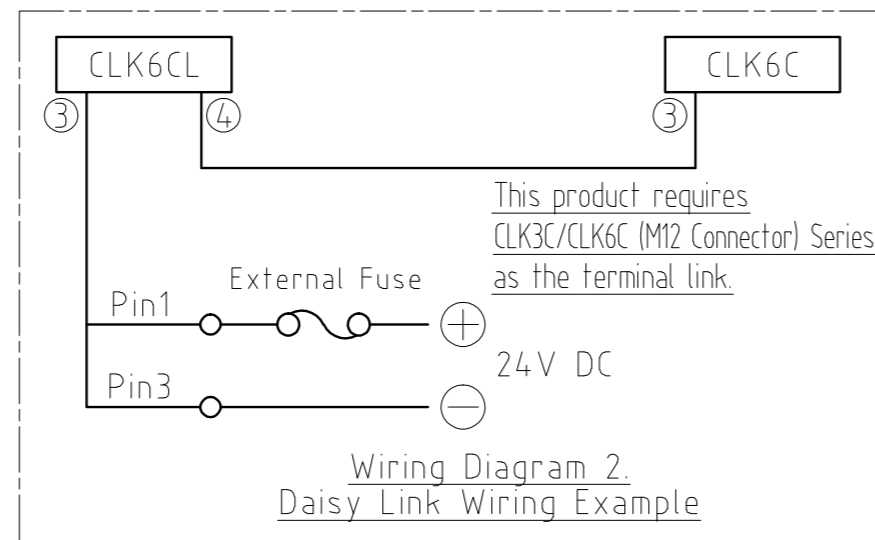 CLK6CL
CLK6C
③
④
③
This product requires
CLK3C/CLK6C (M12 Connector) Series
as the terminal link.
External Fuse
Pin1
+
24V DC
Pin3
−
Wiring Diagram 2.
Daisy Link Wiring Example